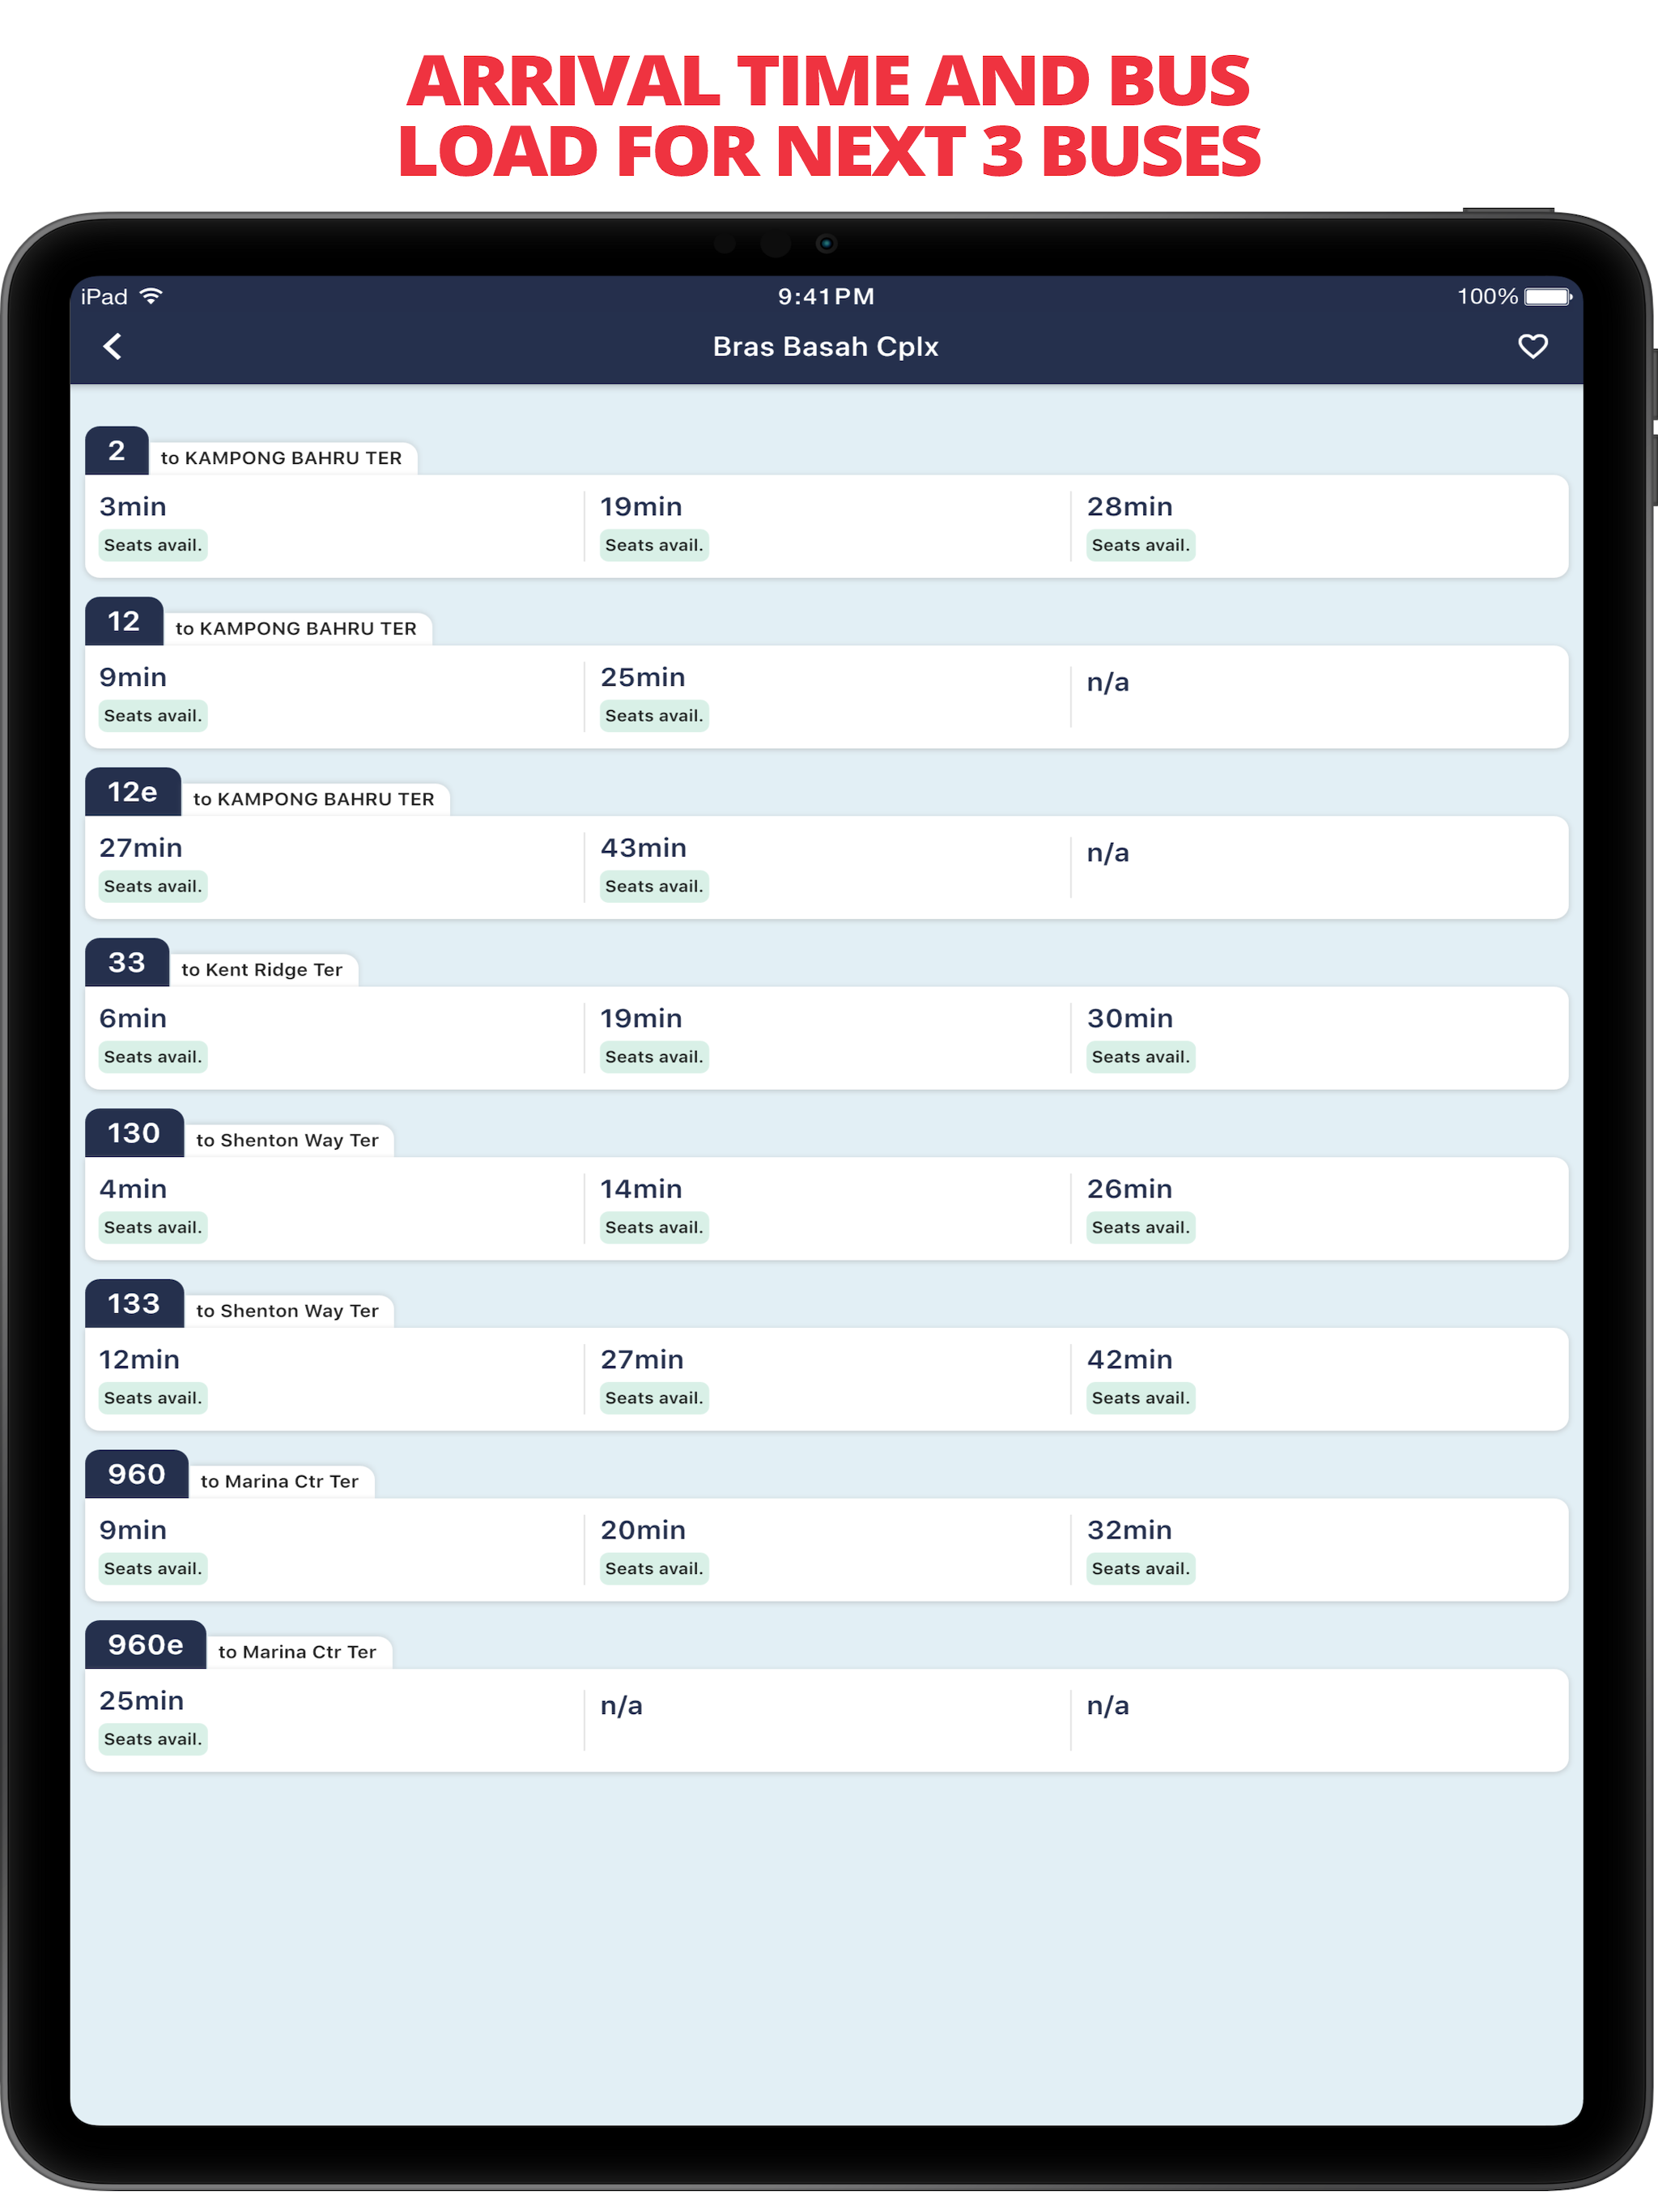 ARRIVAL TIME AND BUS
LOAD FOR NEXT 3 BUSES
iPad 9:41PM 100%
Bras Basah Cplx
2 to KAMPONG BAHRU TER
3min 19min 28min
Seats avail. Seats avail. Seats avail.
12 to KAMPONG BAHRU TER
9min 25min n/a
Seats avail. Seats avail.
12e to KAMPONG BAHRU TER
27min 43min n/a
Seats avail. Seats avail.
33 to Kent Ridge Ter
6min 19min 30min
Seats avail. Seats avail. Seats avail.
130 to Shenton Way Ter
4min 14min 26min
Seats avail. Seats avail. Seats avail.
133 to Shenton Way Ter
12min 27min 42min
Seats avail. Seats avail. Seats avail.
960 to Marina Ctr Ter
9min 20min 32min
Seats avail. Seats avail. Seats avail.
960e to Marina Ctr Ter
25min n/a n/a
Seats avail.